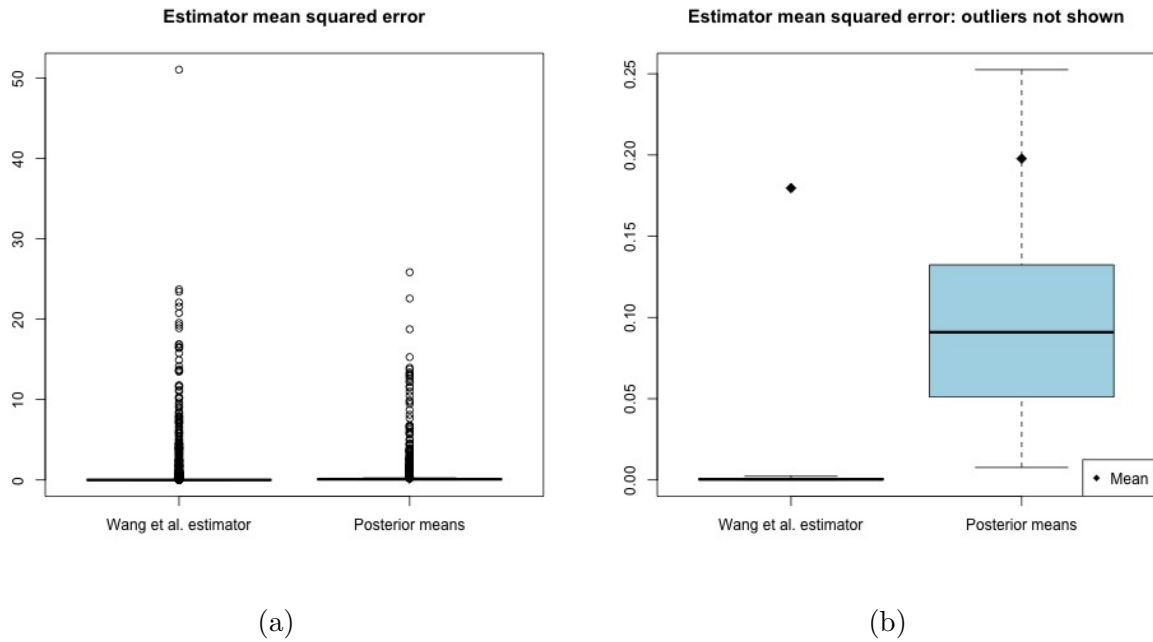 Estimator mean squared error
50
40
30
20
10
0
Wang et al. estimator
Posterior means
(a)
Estimator mean squared error: outliers not shown
0.25
0.20
0.15
0.10
0.05
0.00
Mean
Wang et al. estimator
Posterior means
(b)